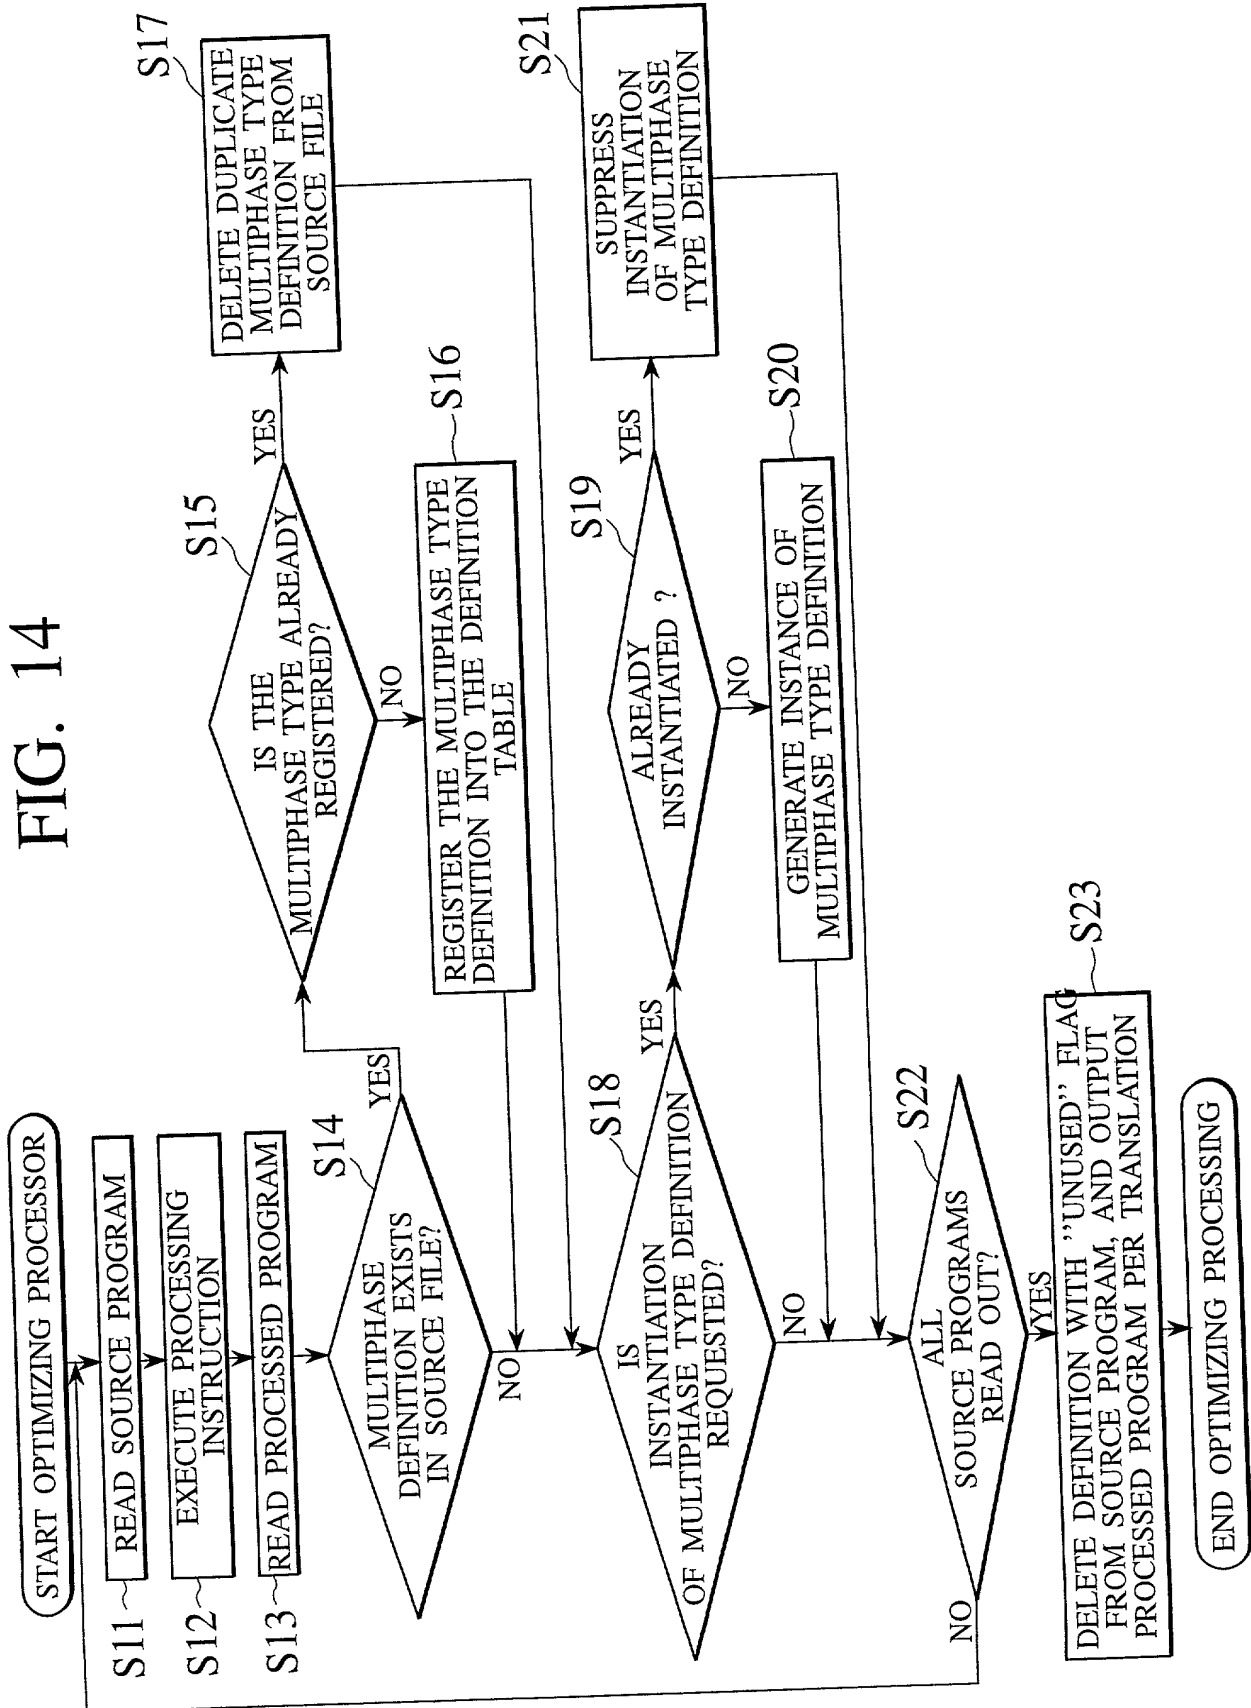 FIG. 14
START OPTIMIZING PROCESSOR
S11
READ SOURCE PROGRAM
S12
EXECUTE PROCESSING
INSTRUCTION
S13
READ PROCESSED PROGRAM
S14
MULTIPHASE
DEFINITION EXISTS
IN SOURCE FILE?
YES
NO
S15
IS THE
MULTIPHASE TYPE ALREADY
REGISTERED?
YES
NO
S16
REGISTER THE MULTIPHASE TYPE
DEFINITION INTO THE DEFINITION
TABLE
S17
DELETE DUPLICATE
MULTIPHASE TYPE
DEFINITION FROM
SOURCE FILE
S18
IS
INSTANTIATION
OF MULTIPHASE TYPE DEFINITION
REQUESTED?
YES
NO
S19
ALREADY
INSTANTIATED ?
YES
NO
S20
GENERATE INSTANCE OF
MULTIPHASE TYPE DEFINITION
S21
SUPPRESS
INSTANTIATION
OF MULTIPHASE
TYPE DEFINITION
S22
ALL
SOURCE PROGRAMS
READ OUT?
NO
YES
S23
DELETE DEFINITION WITH "UNUSED" FLAG
FROM SOURCE PROGRAM, AND OUTPUT
PROCESSED PROGRAM PER TRANSLATION
END OPTIMIZING PROCESSING